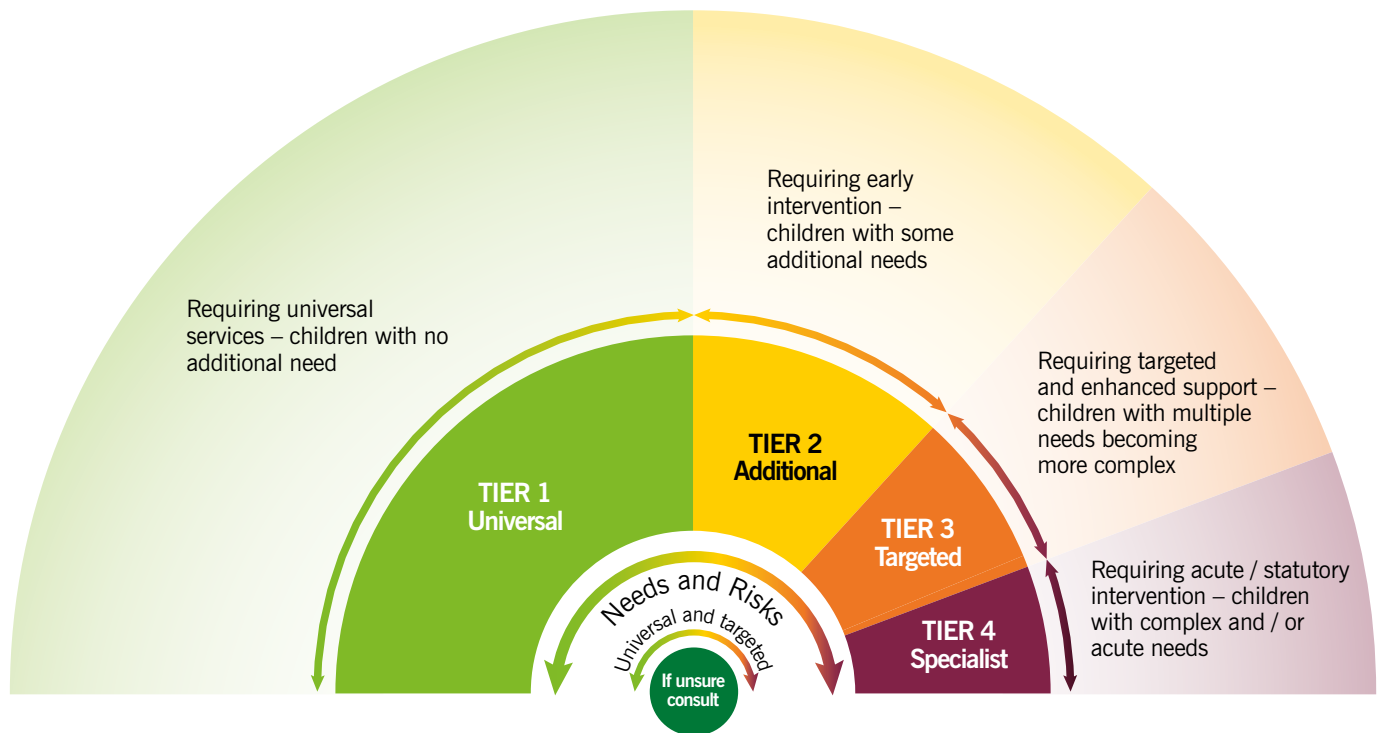 Requiring universal
services – children with no
additional need
Requiring early
intervention –
children with some
additional needs
Requiring targeted
and enhanced support –
children with multiple
needs becoming
more complex
Requiring acute / statutory
intervention – children
with complex and / or
acute needs
TIER 1
Universal
TIER 2
Additional
TIER 3
Targeted
TIER 4
Specialist
Needs and Risks
Universal and targeted
If unsure
consult